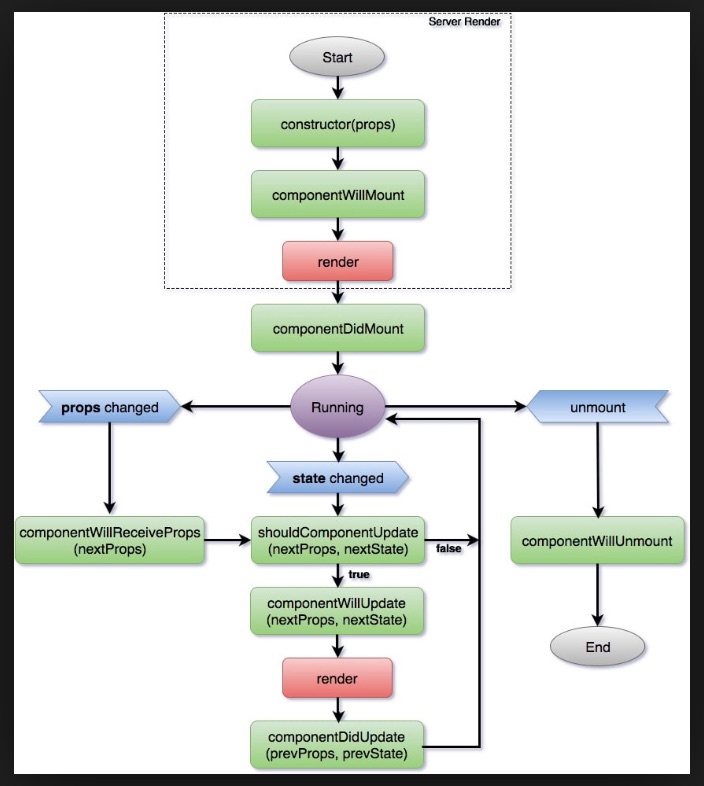 Server Render
Start
constructor(props)
componentWillMount
render
componentDidMount
props changed
Running
unmount
state changed
componentWillReceiveProps
(nextProps)
shouldComponentUpdate
(nextProps, nextState)
false
componentWillUnmount
true
componentWillUpdate
(nextProps, nextState)
End
render
componentDidUpdate
(prevProps, prevState)